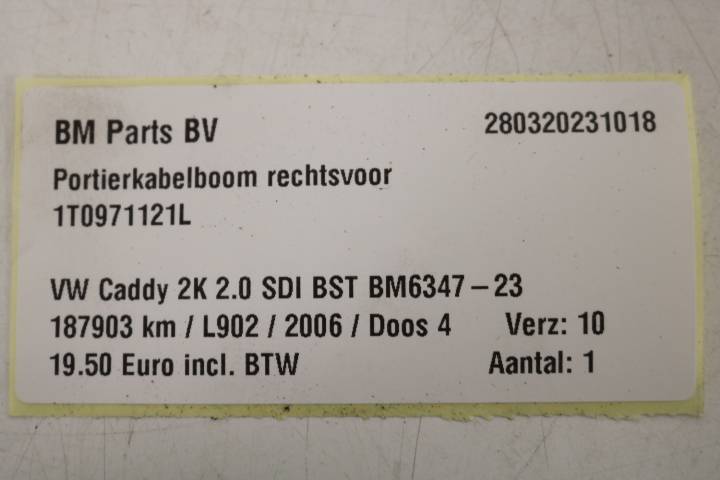 BM Parts BV 280320231018
Portierkabelboom rechtsvoor
1T0971121L
VW Caddy 2K 2.0 SDI BST BM6347-23
187903 km / L902 / 2006 / Doos 4 Verz: 10
19.50 Euro incl. BTW Aantal: 1